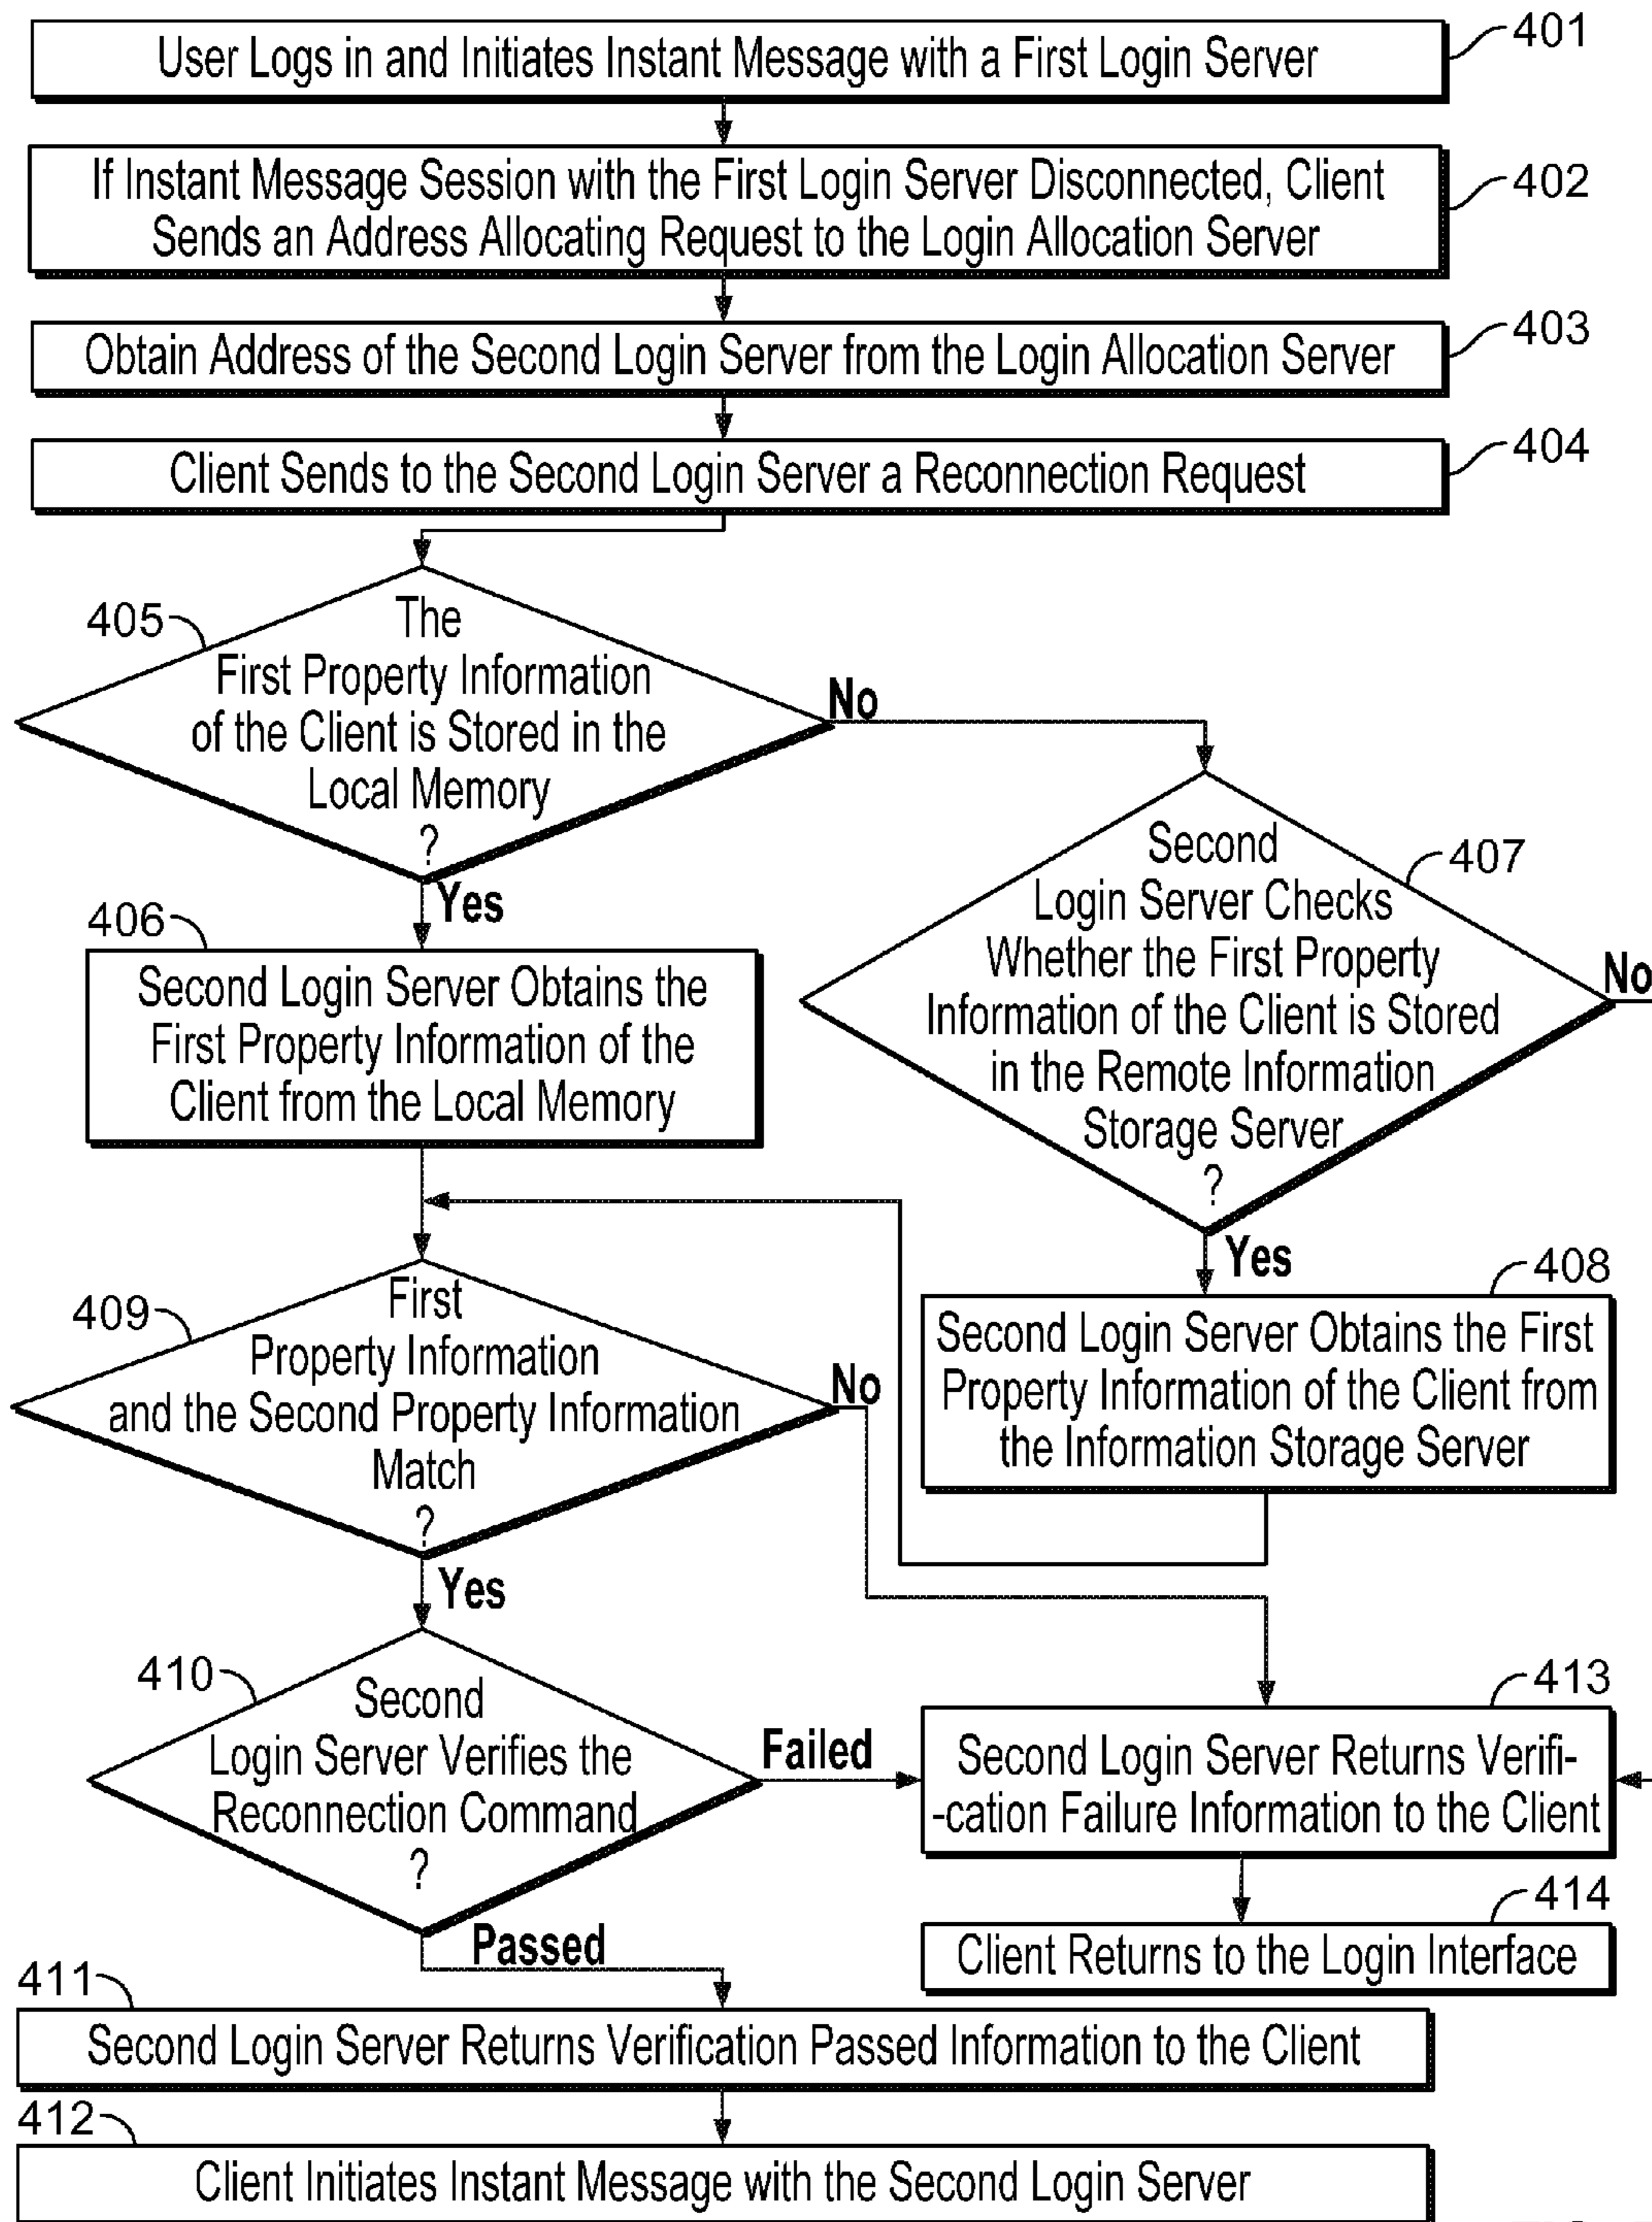 User Logs in and Initiates Instant Message with a First Login Server
401
If Instant Message Session with the First Login Server Disconnected, Client
Sends an Address Allocating Request to the Login Allocation Server
402
Obtain Address of the Second Login Server from the Login Allocation Server
403
Client Sends to the Second Login Server a Reconnection Request
404
405
The
First Property Information
of the Client is Stored in the
Local Memory
?
No
Yes
407
Second
Login Server Checks
Whether the First Property
Information of the Client is Stored
in the Remote Information
Storage Server
?
No
Yes
406
Second Login Server Obtains the
First Property Information of the
Client from the Local Memory
408
Second Login Server Obtains the First
Property Information of the Client from
the Information Storage Server
409
First
Property Information
and the Second Property Information
Match
?
No
Yes
410
Second
Login Server Verifies the
Reconnection Command
?
Failed
Passed
413
Second Login Server Returns Verifi-
-cation Failure Information to the Client
414
Client Returns to the Login Interface
411
Second Login Server Returns Verification Passed Information to the Client
412
Client Initiates Instant Message with the Second Login Server